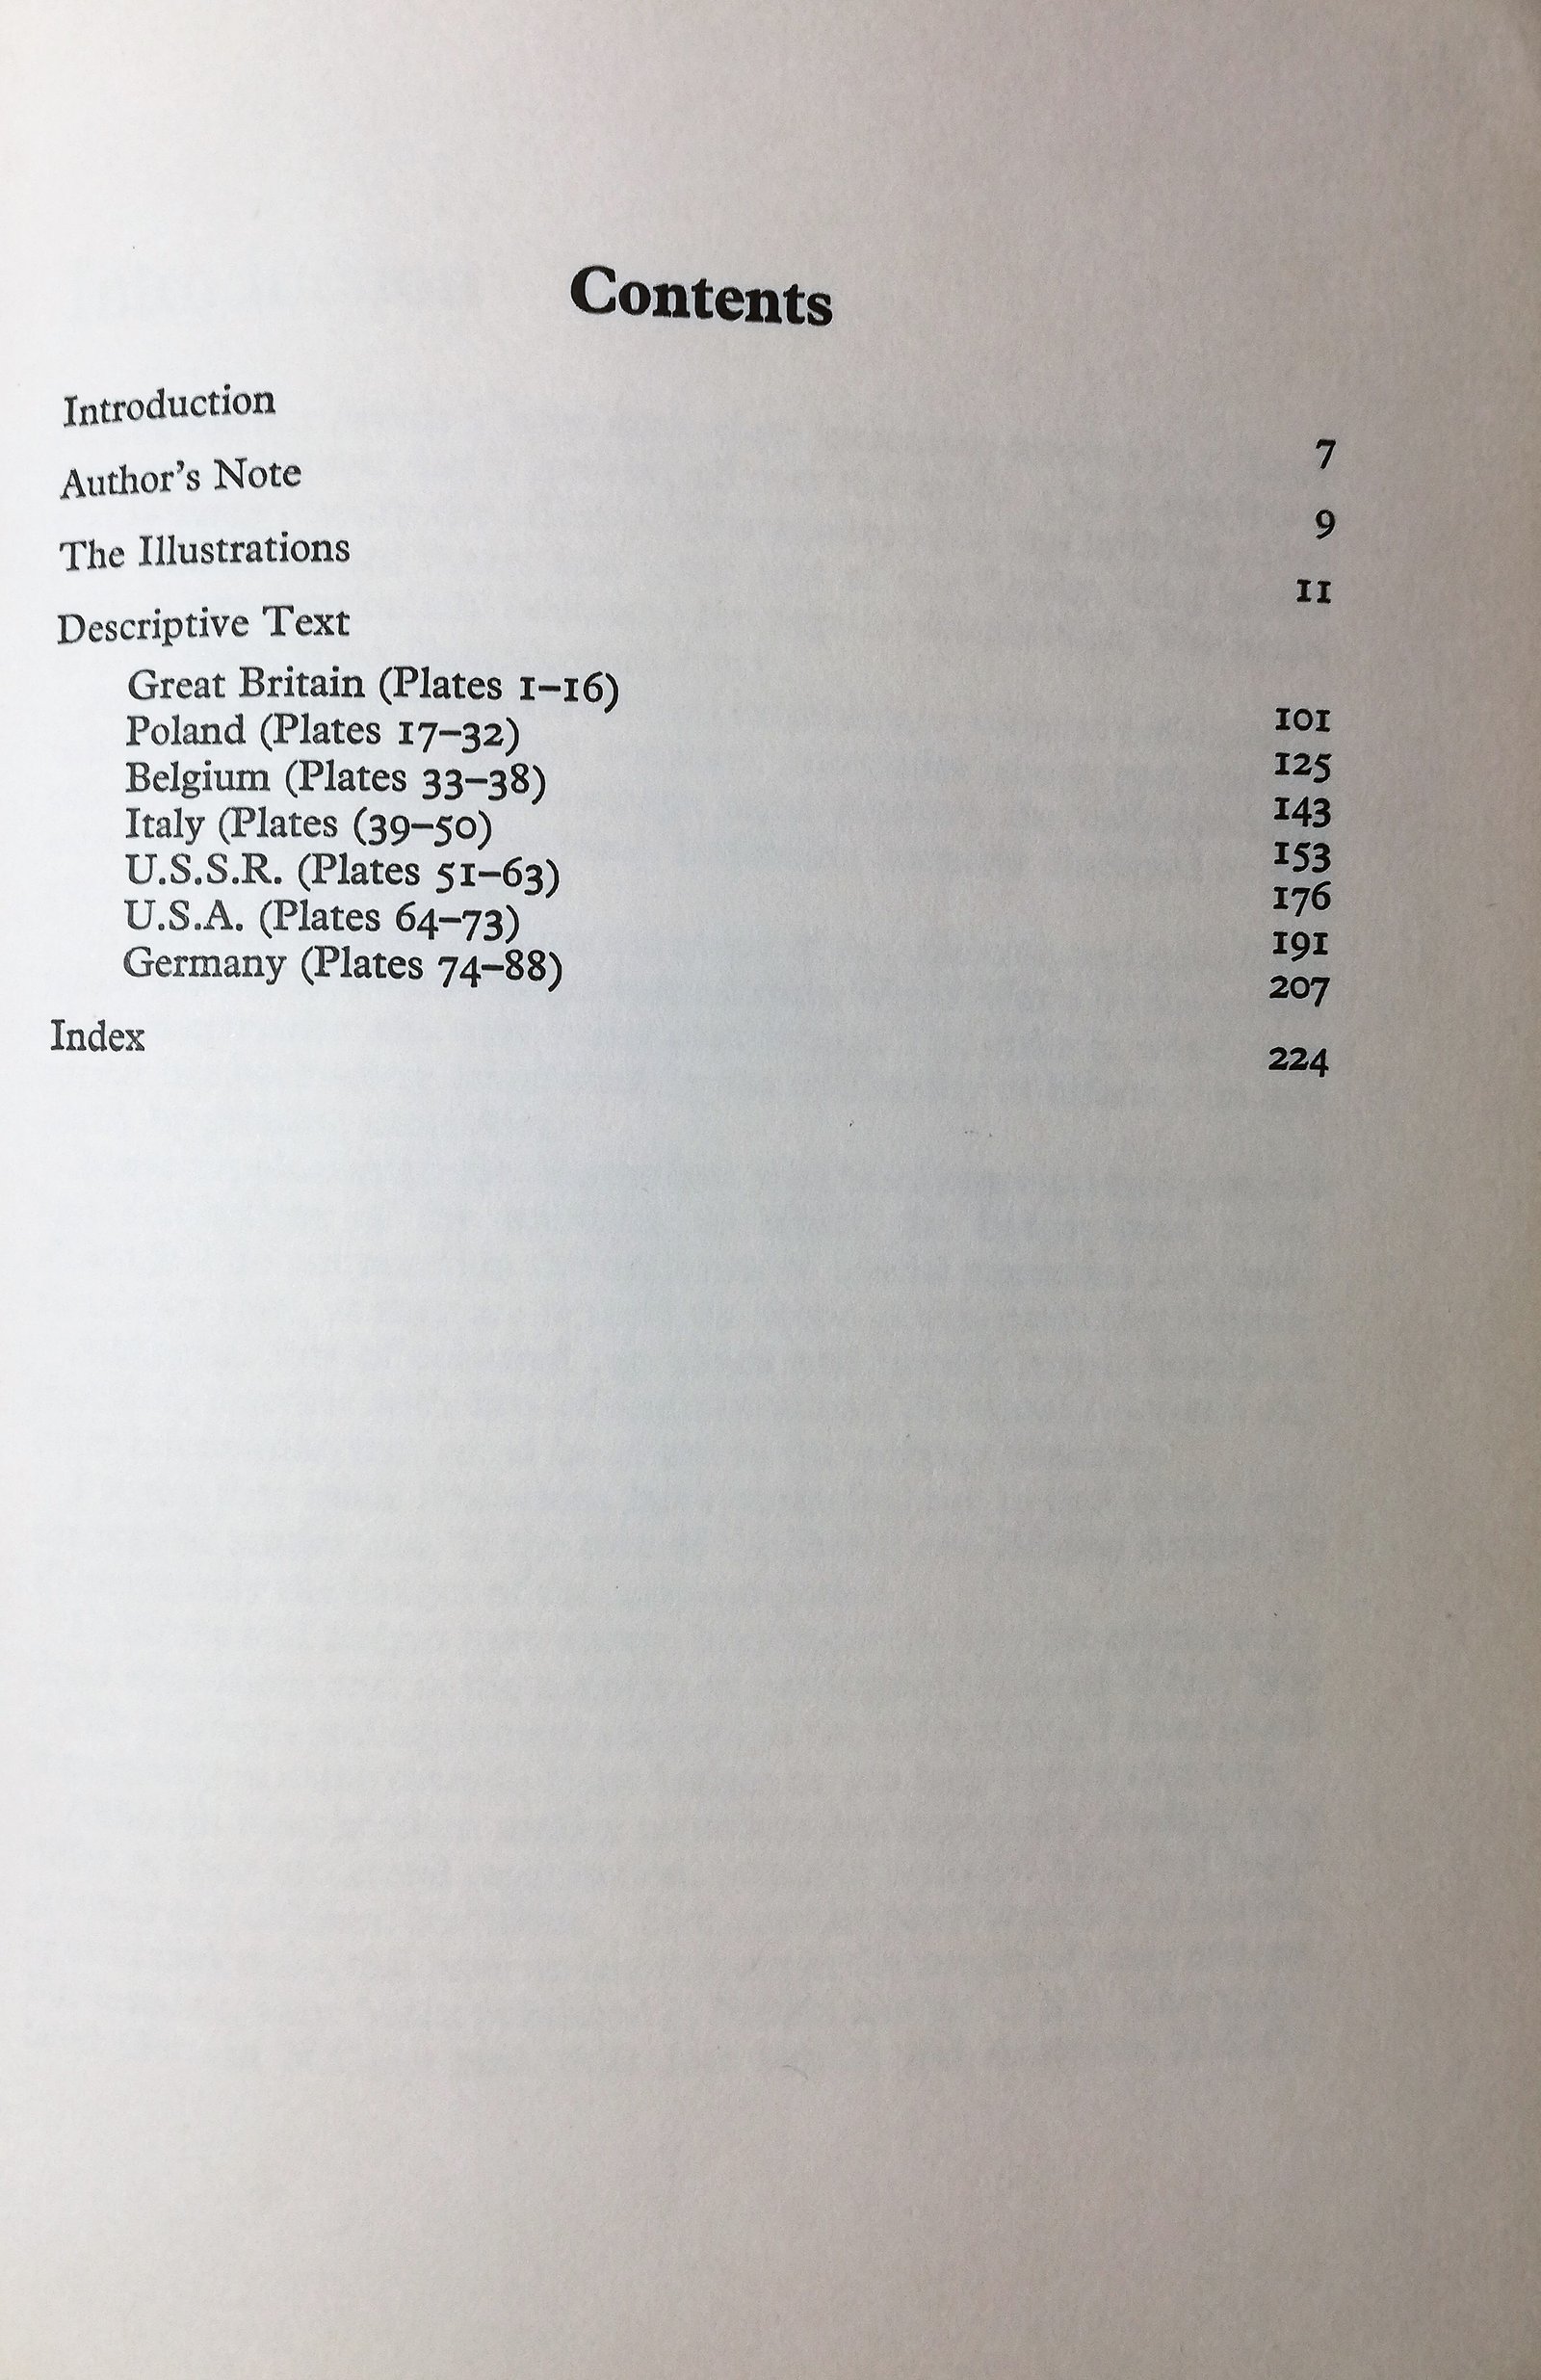 Contents
Introduction 7
Author's Note 9
The Illustrations 11
Descriptive Text
Great Britain (Plates 1–16) 101
Poland (Plates 17–32) 125
Belgium (Plates 33–38) 143
Italy (Plates (39–50) 153
U.S.S.R. (Plates 51–63) 176
U.S.A. (Plates 64–73) 191
Germany (Plates 74–88) 207
Index 224